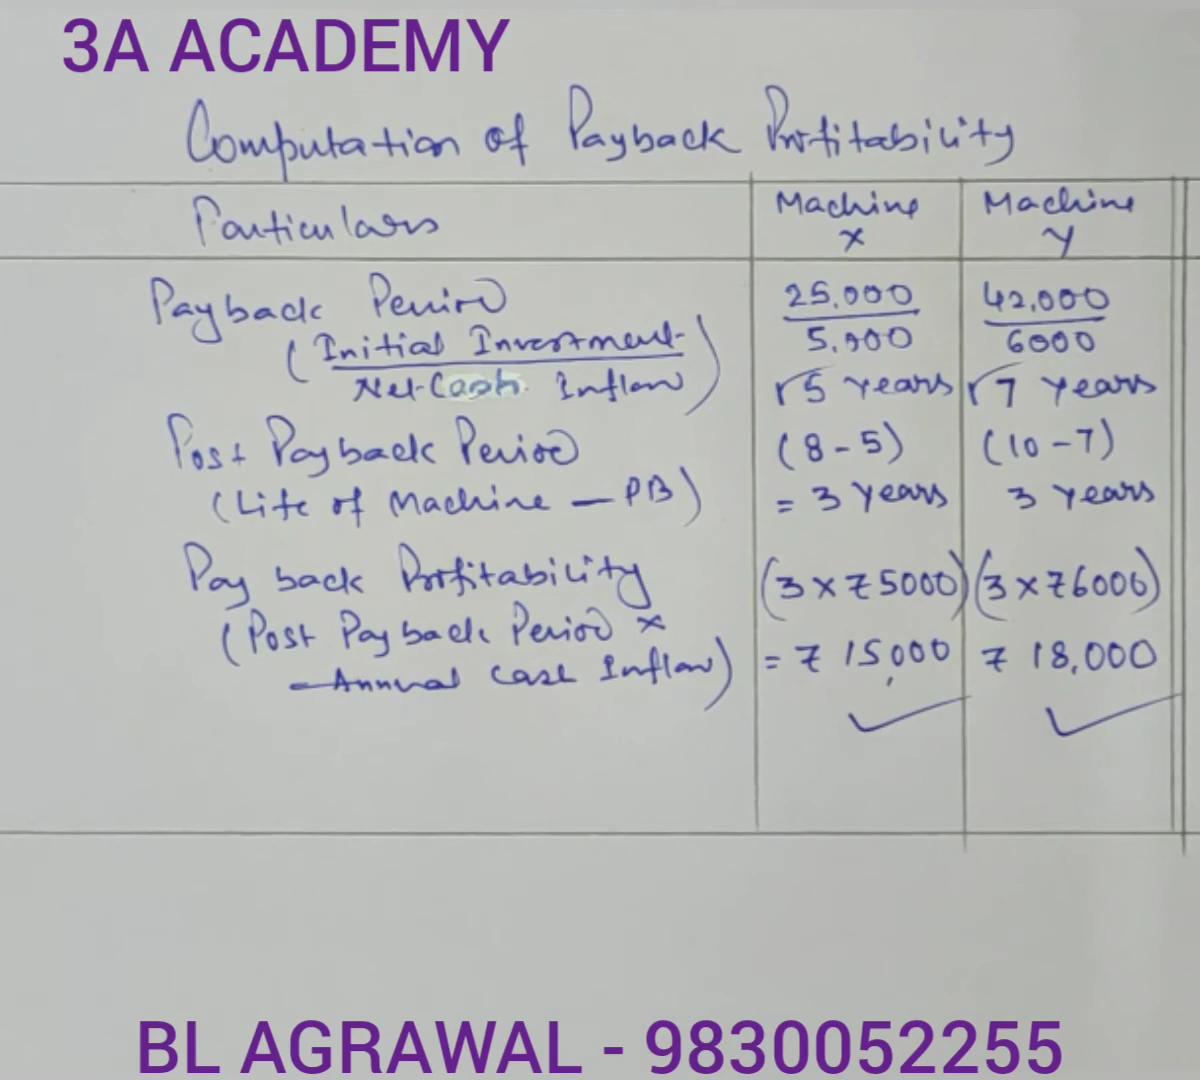 3A ACADEMY
Computation of Payback Profitability
Particulars
Machine X
Machine Y
Payback Period
(Initial Investment / Net Cash Inflow)
25,000 / 5,000
42,000 / 6000
5 years
7 years
Post Payback Period
(8-5)
(10-7)
(Life of Machine - PB)
= 3 years
3 years
Pay back Profitability
(3 × ₹5000)
(3 × ₹6000)
(Post Pay back Period ×
Annual Cash Inflow)
= ₹ 15,000
₹ 18,000
BL AGRAWAL - 9830052255